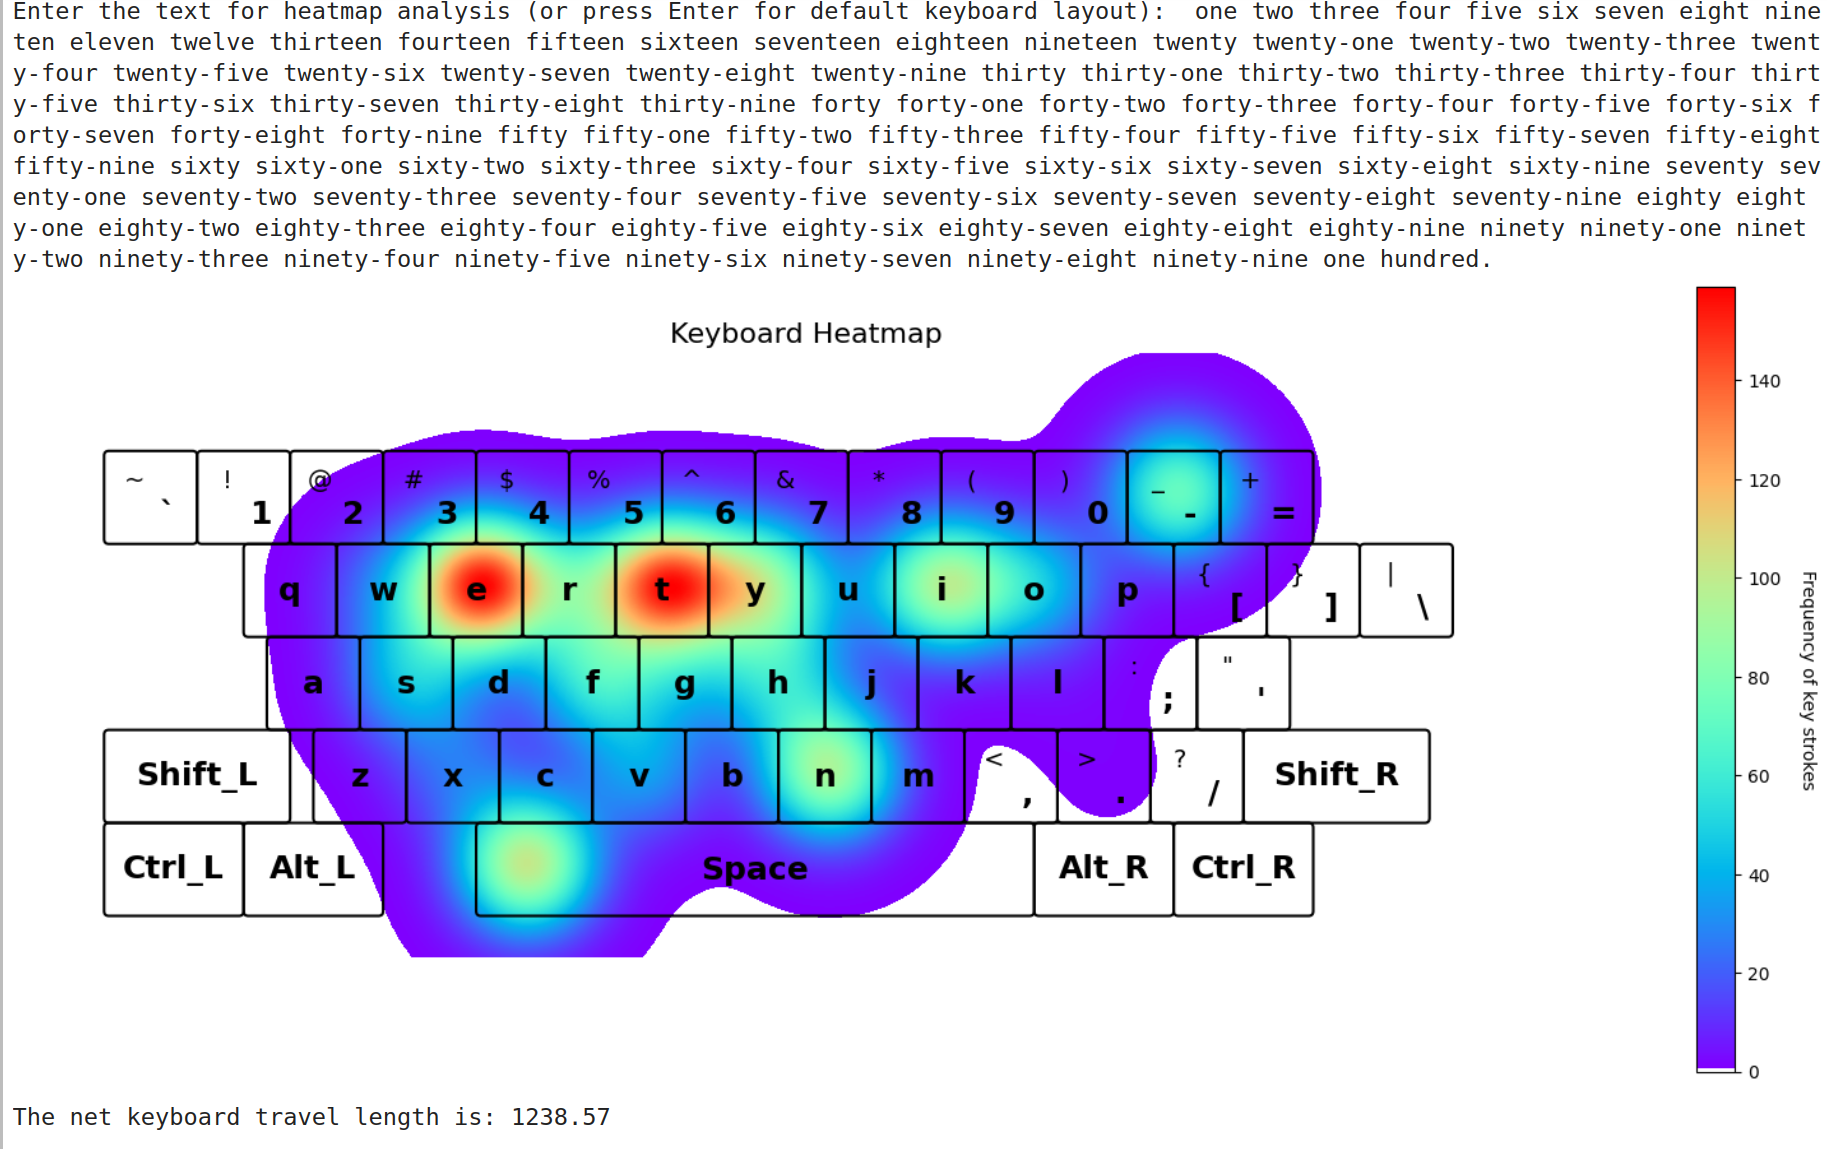 Enter the text for heatmap analysis (or press Enter for default keyboard layout):  one two three four five six seven eight nine
ten eleven twelve thirteen fourteen fifteen sixteen seventeen eighteen nineteen twenty twenty-one twenty-two twenty-three twent
y-four twenty-five twenty-six twenty-seven twenty-eight twenty-nine thirty thirty-one thirty-two thirty-three thirty-four thirt
y-five thirty-six thirty-seven thirty-eight thirty-nine forty forty-one forty-two forty-three forty-four forty-five forty-six f
orty-seven forty-eight forty-nine fifty fifty-one fifty-two fifty-three fifty-four fifty-five fifty-six fifty-seven fifty-eight
fifty-nine sixty sixty-one sixty-two sixty-three sixty-four sixty-five sixty-six sixty-seven sixty-eight sixty-nine seventy sev
enty-one seventy-two seventy-three seventy-four seventy-five seventy-six seventy-seven seventy-eight seventy-nine eighty eight
y-one eighty-two eighty-three eighty-four eighty-five eighty-six eighty-seven eighty-eight eighty-nine ninety ninety-one ninet
y-two ninety-three ninety-four ninety-five ninety-six ninety-seven ninety-eight ninety-nine one hundred.
Keyboard Heatmap
~ ! @ # $ % ^ & * ( ) _ +
` 1 2 3 4 5 6 7 8 9 0 - =
q w e r t y u i o p { [ } ] | \
a s d f g h j k l : ; " '
Shift_L z x c v b n m < , > . ? / Shift_R
Ctrl_L Alt_L Space Alt_R Ctrl_R
140
120
100
80
60
40
20
0
Frequency of key strokes
The net keyboard travel length is: 1238.57